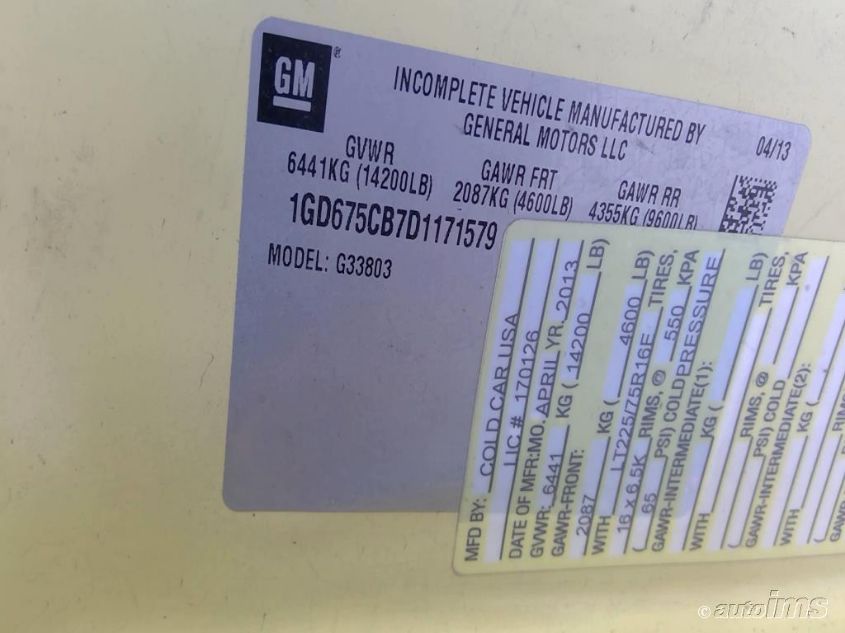 GM ®
INCOMPLETE VEHICLE MANUFACTURED BY
GENERAL MOTORS LLC
04/13
GVWR
6441KG (14200LB)
GAWR FRT
2087KG (4600LB)
GAWR RR
4355KG (9600LB)
1GD675CB7D1171579
MODEL: G33803
MFD BY: COLD CAR USA
LIC # 170126
DATE OF MFR:MO. APRIL YR. 2013
GVWR: 6441 KG ( 14200 LB)
GAWR-FRONT:
2087 KG ( 4600 LB)
WITH LT225/75R16E TIRES,
16 x 6.5K RIMS, @ 550 KPA
( 65 PSI) COLD PRESSURE
GAWR-INTERMEDIATE(1):
KG ( LB)
WITH TIRES,
RIMS, @ KPA
( PSI) COLD
GAWR-INTERMEDIATE(2):
KG (
WITH
RIMS
© autoims